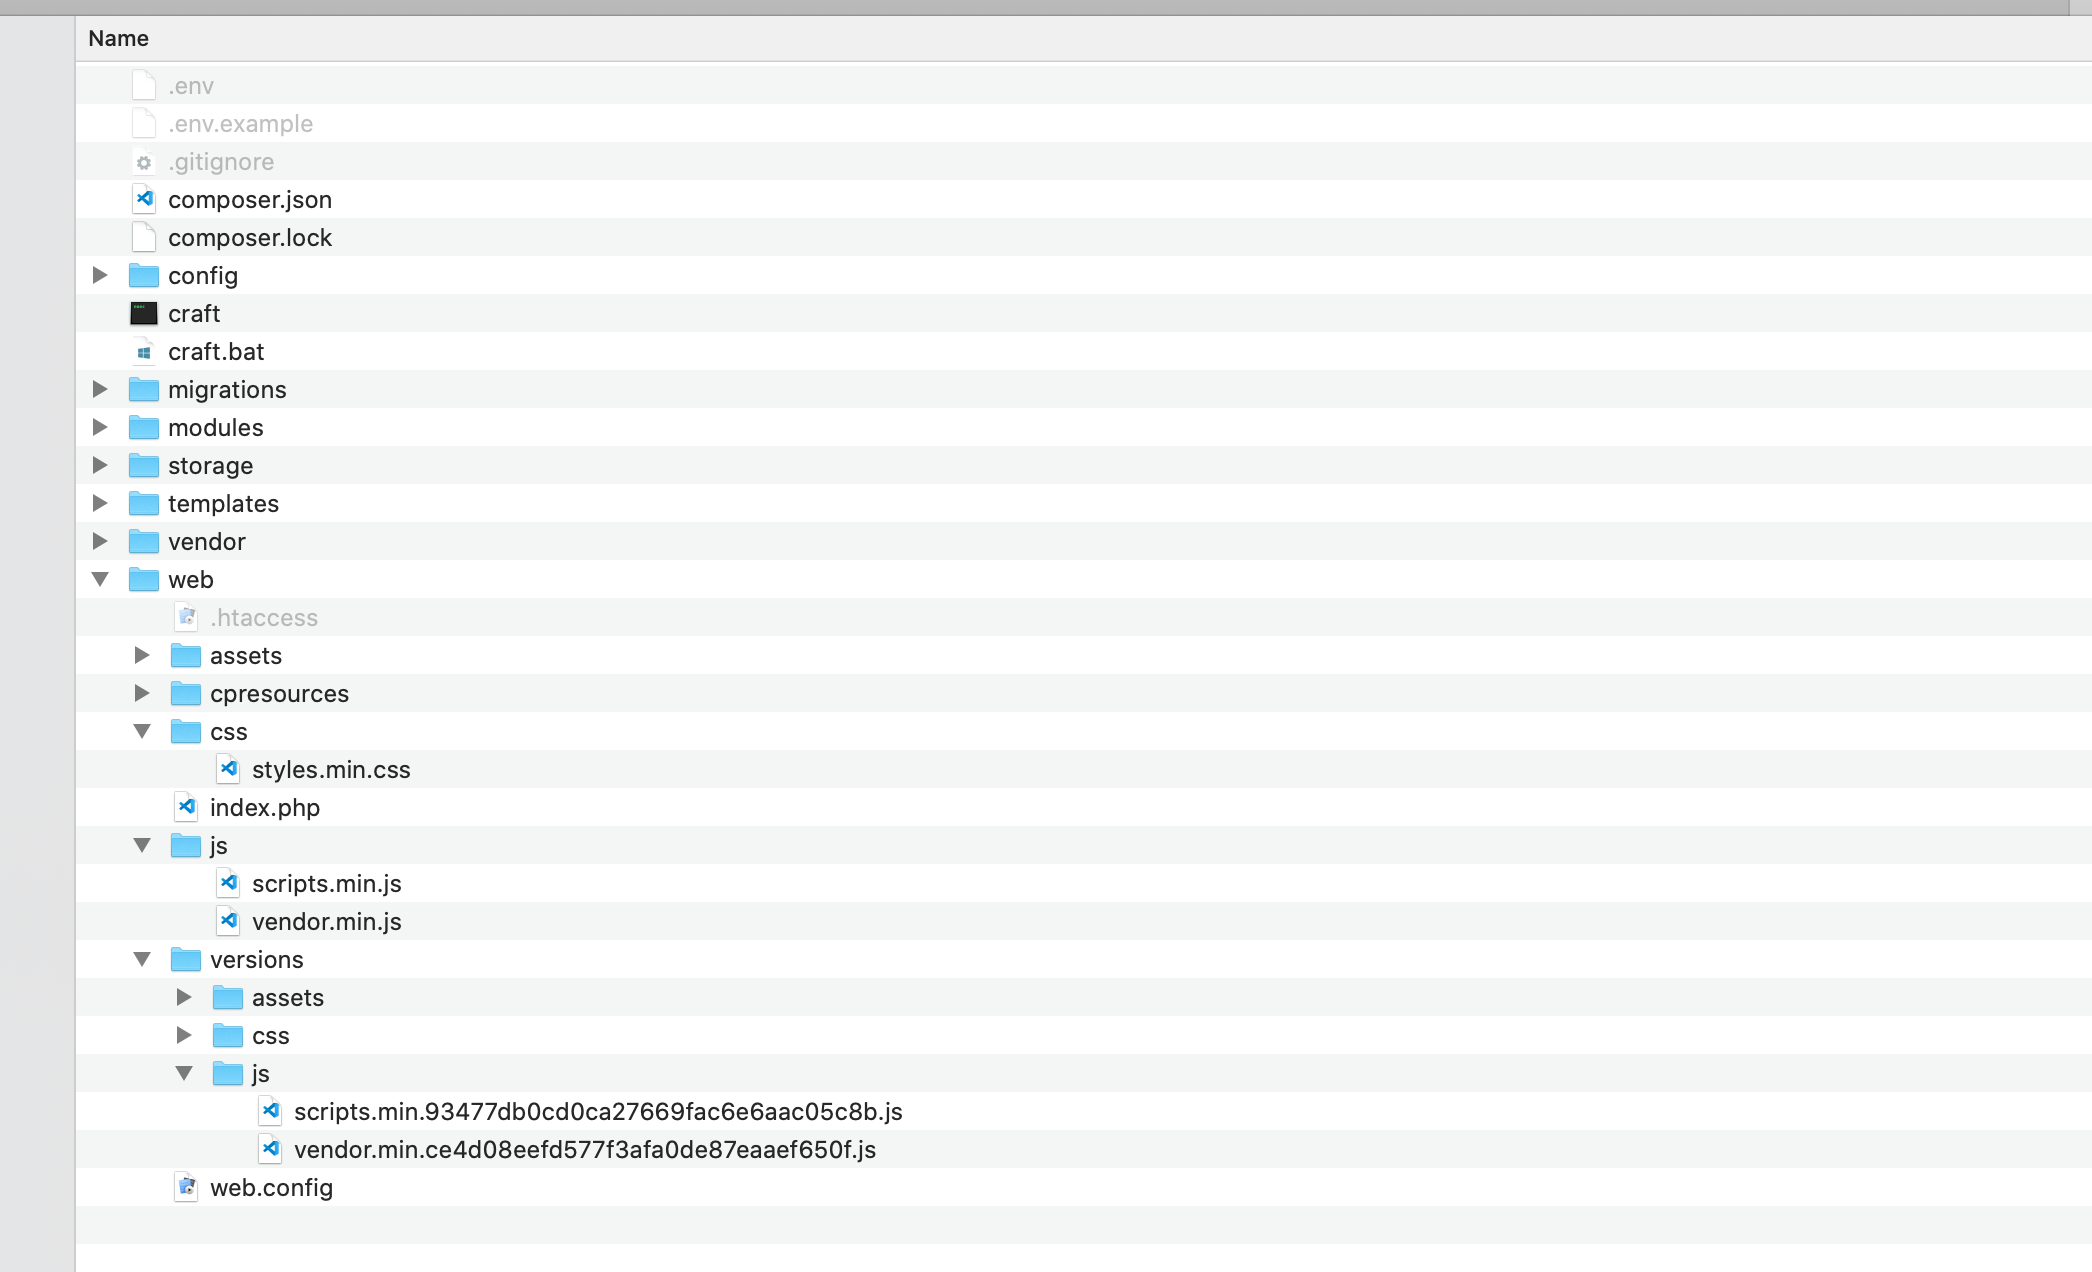 Name
.env
.env.example
.gitignore
composer.json
composer.lock
config
craft
craft.bat
migrations
modules
storage
templates
vendor
web
.htaccess
assets
cpresources
css
styles.min.css
index.php
js
scripts.min.js
vendor.min.js
versions
assets
css
js
scripts.min.93477db0cd0ca27669fac6e6aac05c8b.js
vendor.min.ce4d08eefd577f3afa0de87eaaef650f.js
web.config